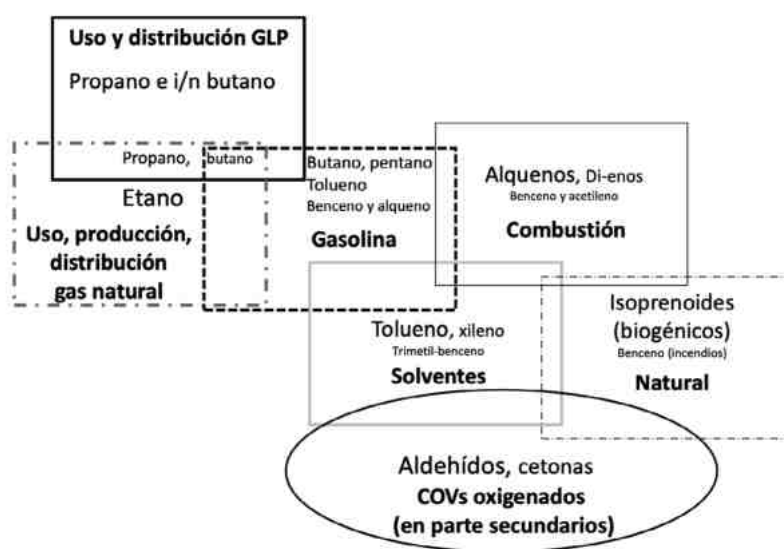 Uso y distribución GLP
Propano e i/n butano
Propano, butano
Etano
Uso, producción,
distribución
gas natural
Butano, pentano
Tolueno
Benceno y alqueno
Gasolina
Alquenos, Di-enos
Benceno y acetileno
Combustión
Tolueno, xileno
Trimetil-benceno
Solventes
Isoprenoides
(biogénicos)
Benceno (incendios)
Natural
Aldehídos, cetonas
COVs oxigenados
(en parte secundarios)